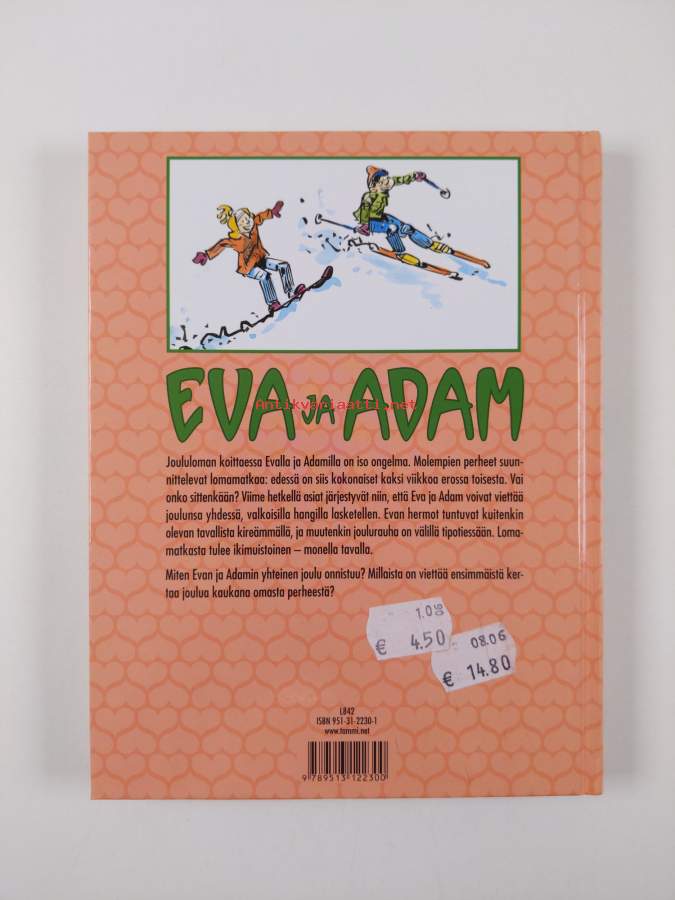 EVA JA ADAM
Antikvariaatti.net
Joululoman koittaessa Evalla ja Adamilla on iso ongelma. Molempien perheet suun-
nittelevat lomamatkaa: edessä on siis kokonaiset kaksi viikkoa erossa toisesta. Vai
onko sittenkään? Viime hetkellä asiat järjestyvät niin, että Eva ja Adam voivat viettää
joulunsa yhdessä, valkoisilla hangilla lasketellen. Evan hermot tuntuvat kuitenkin
olevan tavallista kireämmällä, ja muutenkin joulurauha on välillä tipotiessään. Loma-
matkasta tulee ikimuistoinen – monella tavalla.
Miten Evan ja Adamin yhteinen joulu onnistuu? Millaista on viettää ensimmäistä ker-
taa joulua kaukana omasta perheestä?
€ 4.50
08.06
€ 14.80
L842
ISBN 951-31-2230-1
www.tammi.net
9 789513 122300